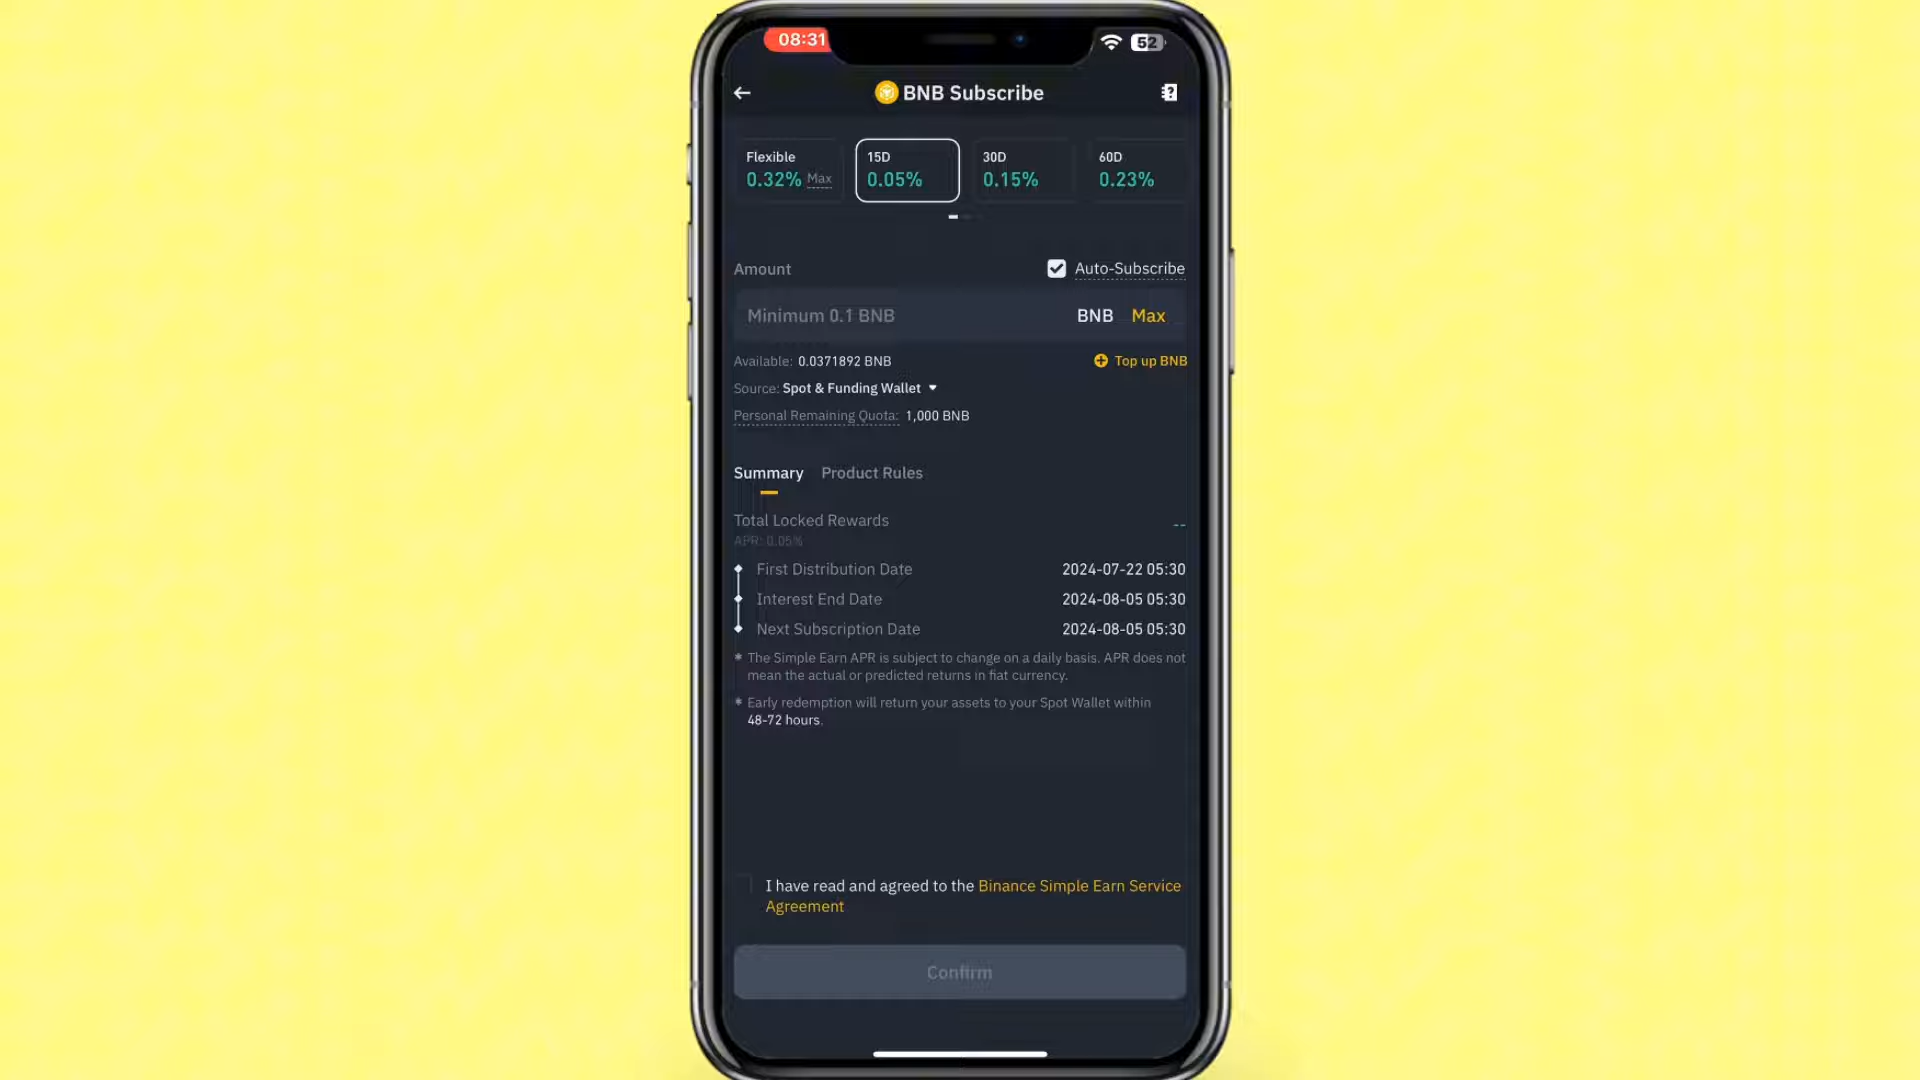 08:31
52
BNB Subscribe
Flexible
0.32% Max
15D
0.05%
30D
0.15%
60D
0.23%
Amount
Auto-Subscribe
Minimum 0.1 BNB
BNB Max
Available: 0.0371892 BNB
Top up BNB
Source: Spot & Funding Wallet
Personal Remaining Quota: 1,000 BNB
Summary Product Rules
Total Locked Rewards --
APR: 0.05%
First Distribution Date 2024-07-22 05:30
Interest End Date 2024-08-05 05:30
Next Subscription Date 2024-08-05 05:30
* The Simple Earn APR is subject to change on a daily basis. APR does not
mean the actual or predicted returns in fiat currency.
* Early redemption will return your assets to your Spot Wallet within
48-72 hours.
I have read and agreed to the Binance Simple Earn Service
Agreement
Confirm